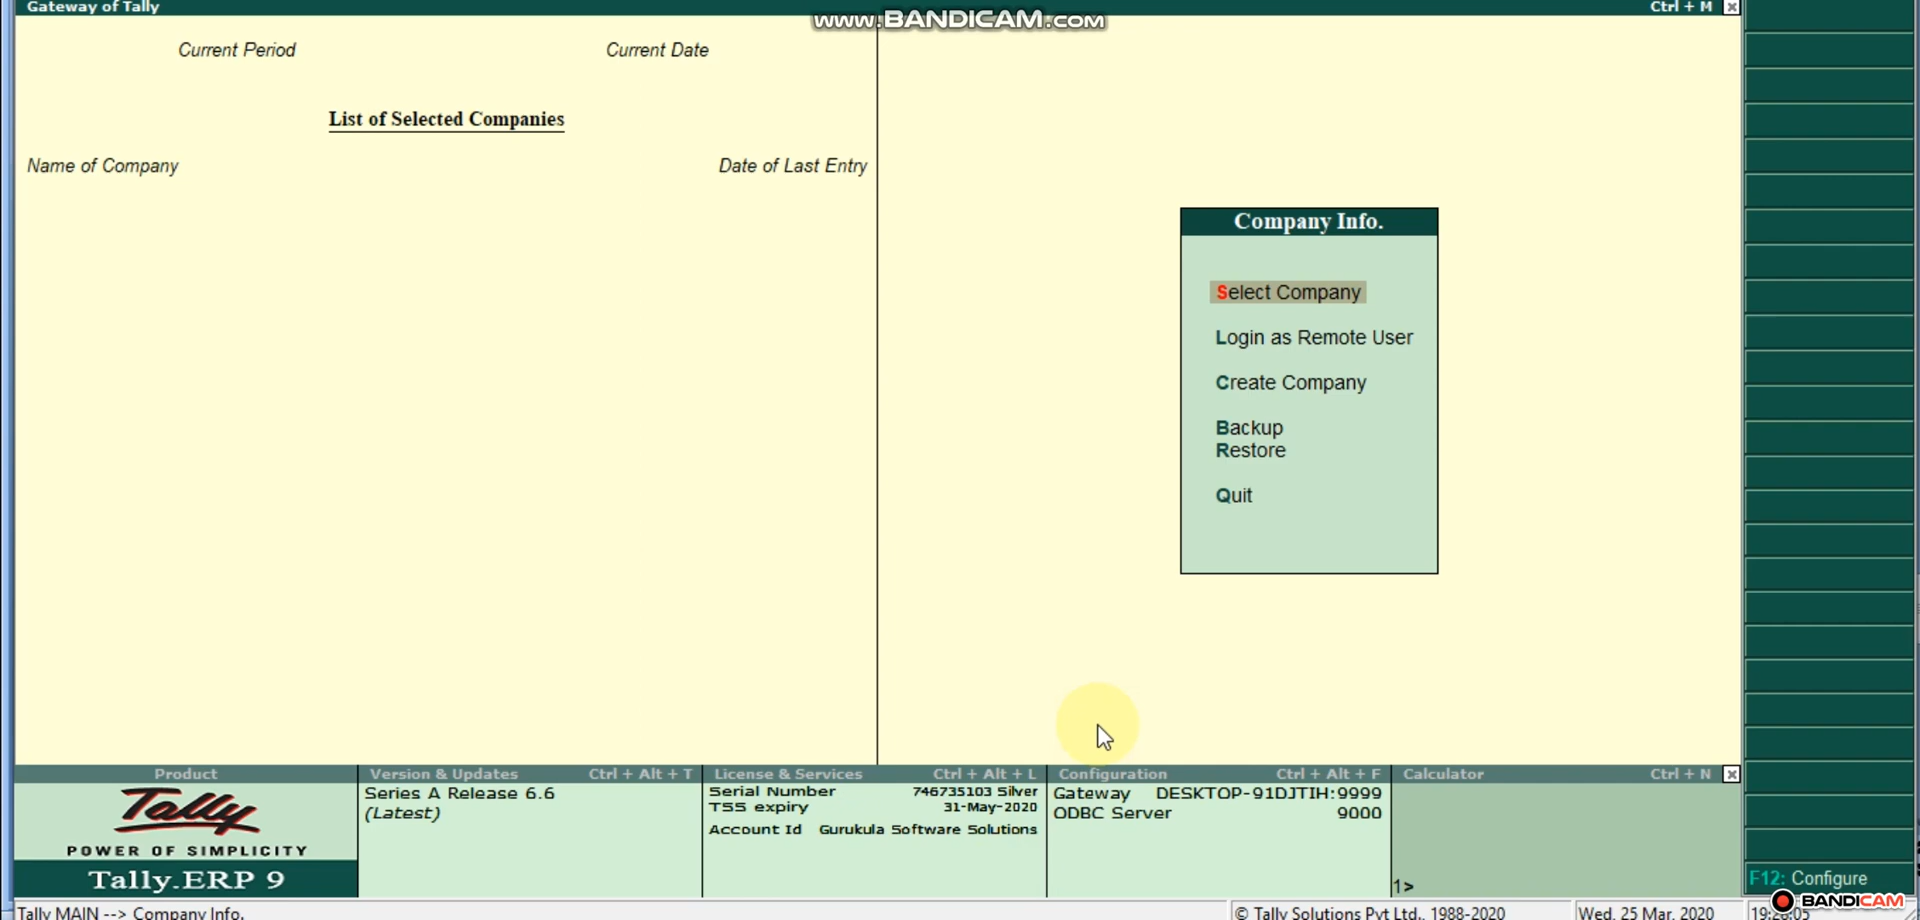 Gateway of Tally Ctrl + M
www.BANDICAM.com
Current Period Current Date
List of Selected Companies
Name of Company Date of Last Entry
Company Info.
Select Company
Login as Remote User
Create Company
Backup
Restore
Quit
Product
Tally
POWER OF SIMPLICITY
Tally.ERP 9
Version & Updates Ctrl + Alt + T
Series A Release 6.6
(Latest)
License & Services Ctrl + Alt + L
Serial Number 746735103 Silver
TSS expiry 31-May-2020
Account Id Gurukula Software Solutions
Configuration Ctrl + Alt + F
Gateway DESKTOP-91DJTIH:9999
ODBC Server 9000
Calculator Ctrl + N
1>
F12: Configure
BANDICAM
Tally MAIN --> Company Info. © Tally Solutions Pvt Ltd., 1988-2020 Wed, 25 Mar, 2020